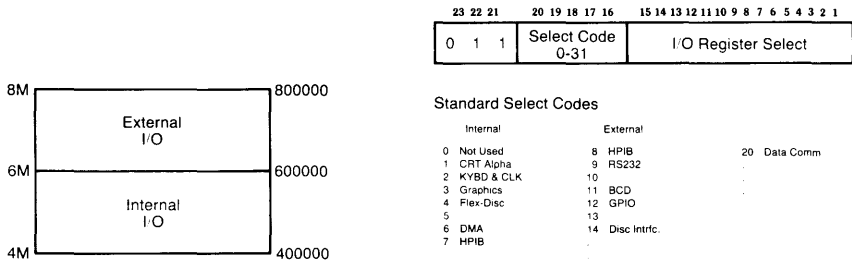 23 22 21 20 19 18 17 16 15 14 13 12 11 10 9 8 7 6 5 4 3 2 1
0 1 1 Select Code 0-31 I/O Register Select
8M 800000
External
I/O
6M 600000
Internal
I/O
4M 400000
Standard Select Codes
Internal External
0 Not Used 8 HPIB 20 Data Comm
1 CRT Alpha 9 RS232 .
2 KYBD & CLK 10 .
3 Graphics 11 BCD .
4 Flex-Disc 12 GPIO
5 13
6 DMA 14 Disc Intrfc.
7 HPIB .